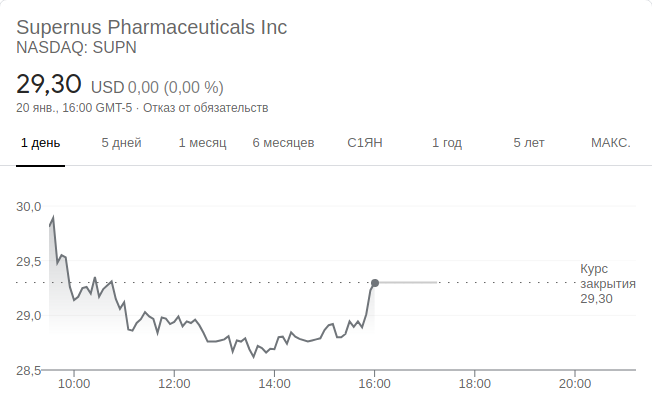 Supernus Pharmaceuticals Inc
NASDAQ: SUPN
29,30 USD 0,00 (0,00 %)
20 янв., 16:00 GMT-5 · Отказ от обязательств
1 день 5 дней 1 месяц 6 месяцев С1ЯН 1 год 5 лет МАКС.
30,0
29,5
Курс
закрытия
29,30
29,0
28,5
10:00 12:00 14:00 16:00 18:00 20:00